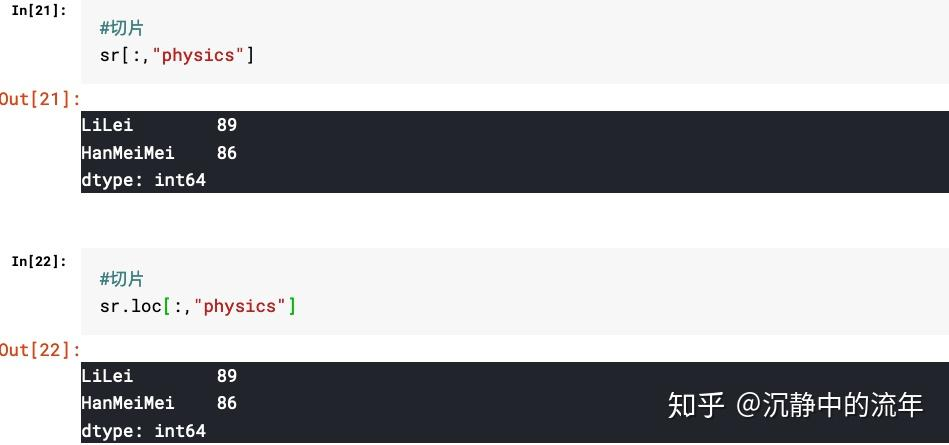 In[21]:
#切片
sr[:,"physics"]
Out[21]:
LiLei        89
HanMeiMei    86
dtype: int64
In[22]:
#切片
sr.loc[:,"physics"]
Out[22]:
LiLei        89
HanMeiMei    86
dtype: int64
知乎 @沉静中的流年